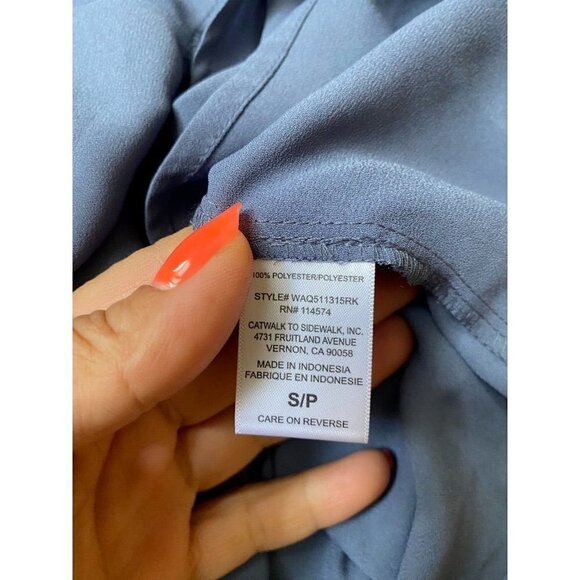 100% POLYESTER/POLYESTER
STYLE# WAQ511315RK
RN# 114574
CATWALK TO SIDEWALK, INC.
4731 FRUITLAND AVENUE
VERNON, CA 90058
MADE IN INDONESIA
FABRIQUE EN INDONESIE
S/P
CARE ON REVERSE